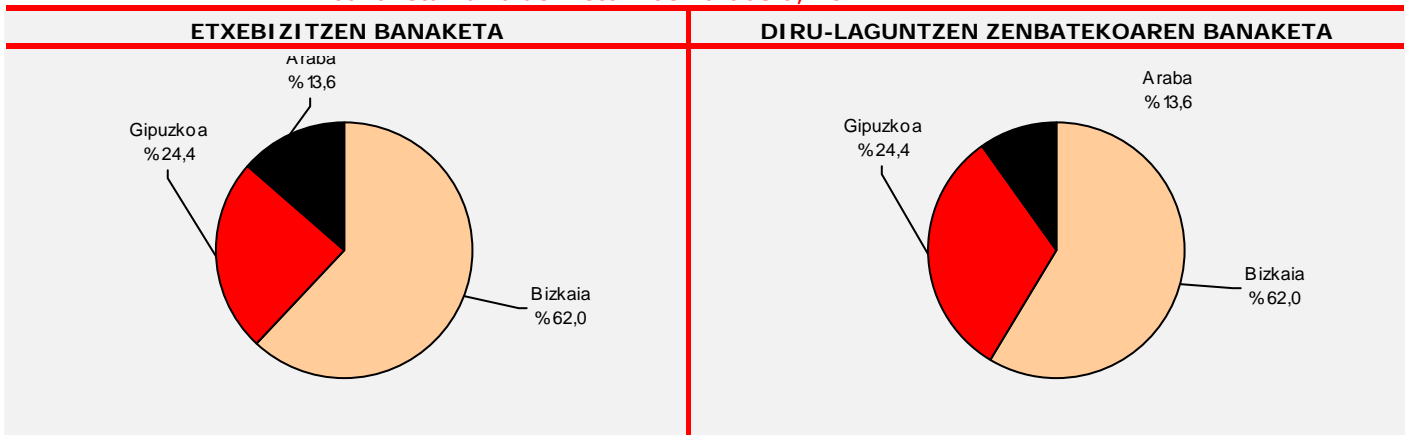 ETXEBIZITZEN BANAKETA
Araba
%13,6
Gipuzkoa
%24,4
Bizkaia
%62,0
DIRU-LAGUNTZEN ZENBATEKOAREN BANAKETA
Araba
%13,6
Gipuzkoa
%24,4
Bizkaia
%62,0